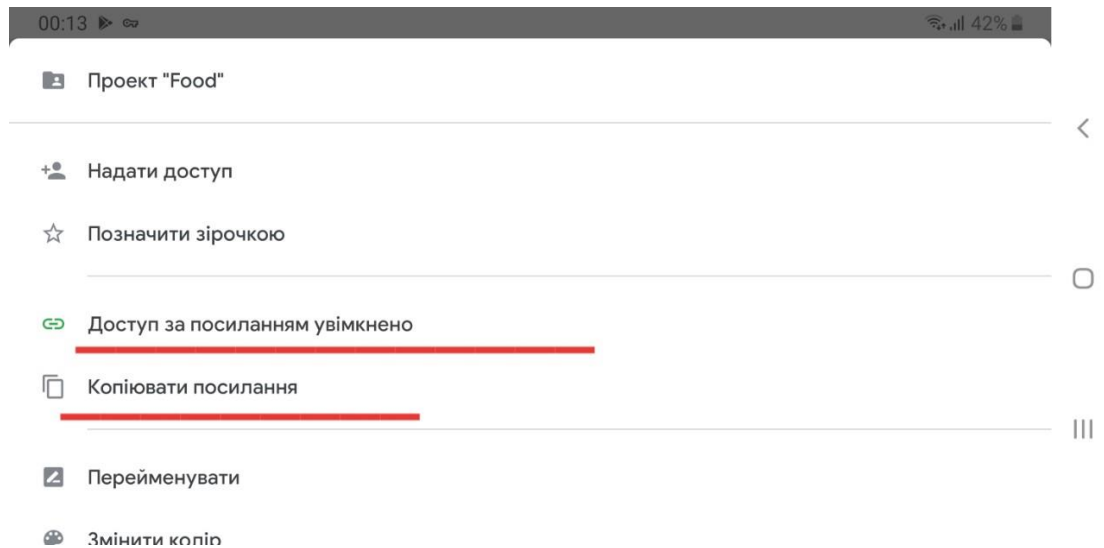 00:13 42%
Проект "Food"
Надати доступ
Позначити зірочкою
Доступ за посиланням увімкнено
Копіювати посилання
Перейменувати
Змінити колір